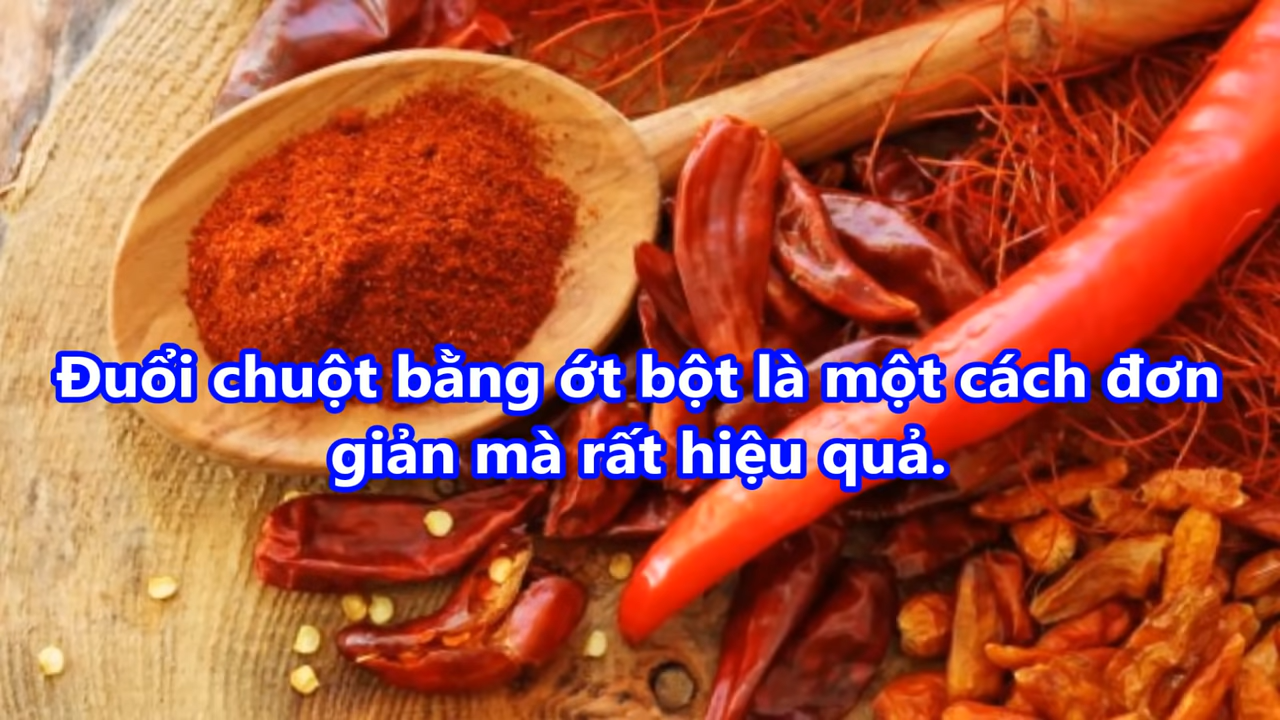 Đuổi chuột bằng ớt bột là một cách đơn
giản mà rất hiệu quả.